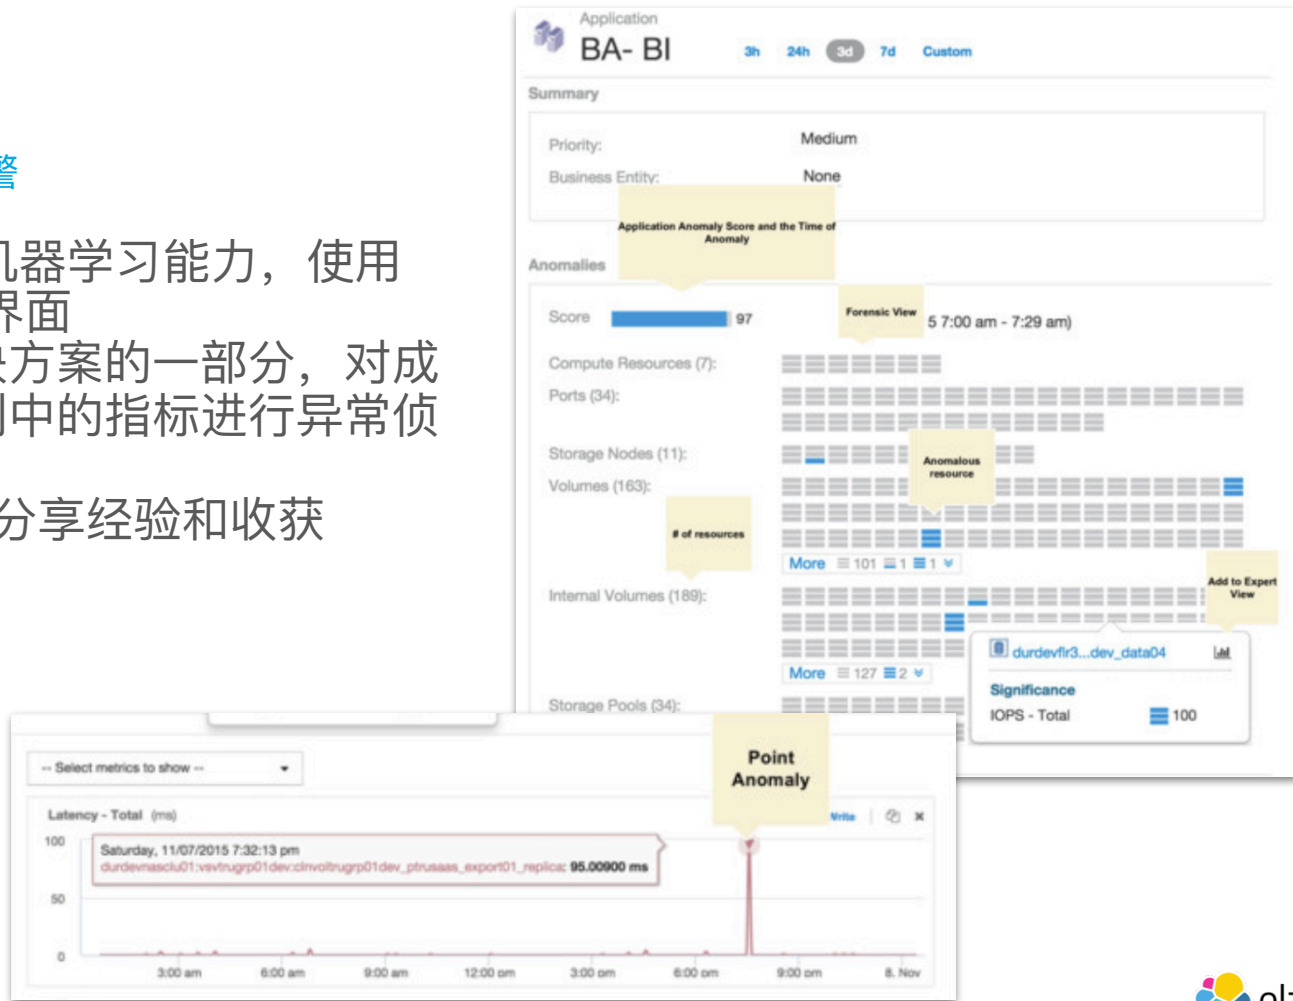 警
机器学习能力，使用
界面
决方案的一部分，对成
例中的指标进行异常侦
分享经验和收获
Application
BA- BI
3h 24h 3d 7d Custom
Summary
Priority: Medium
Business Entity: None
Application Anomaly Score and the Time of
Anomaly
Anomalies
Score 97 5 7:00 am - 7:29 am)
Forensic View
Compute Resources (7):
Ports (34):
Storage Nodes (11):
Anomalous
resource
Volumes (163):
# of resources
More 101 1 1
Add to Expert
View
Internal Volumes (189):
durdevflr3...dev_data04
More 127 2
Significance
IOPS - Total 100
Storage Pools (34):
Point
Anomaly
-- Select metrics to show --
Latency - Total (ms)
Write
100
Saturday, 11/07/2015 7:32:13 pm
durdevnasclu01:vsvtrugrp01dev:clnvoltrugrp01dev_ptrusaas_export01_replica: 95.00900 ms
50
0
3:00 am 6:00 am 9:00 am 12:00 pm 3:00 pm 6:00 pm 9:00 pm 8. Nov